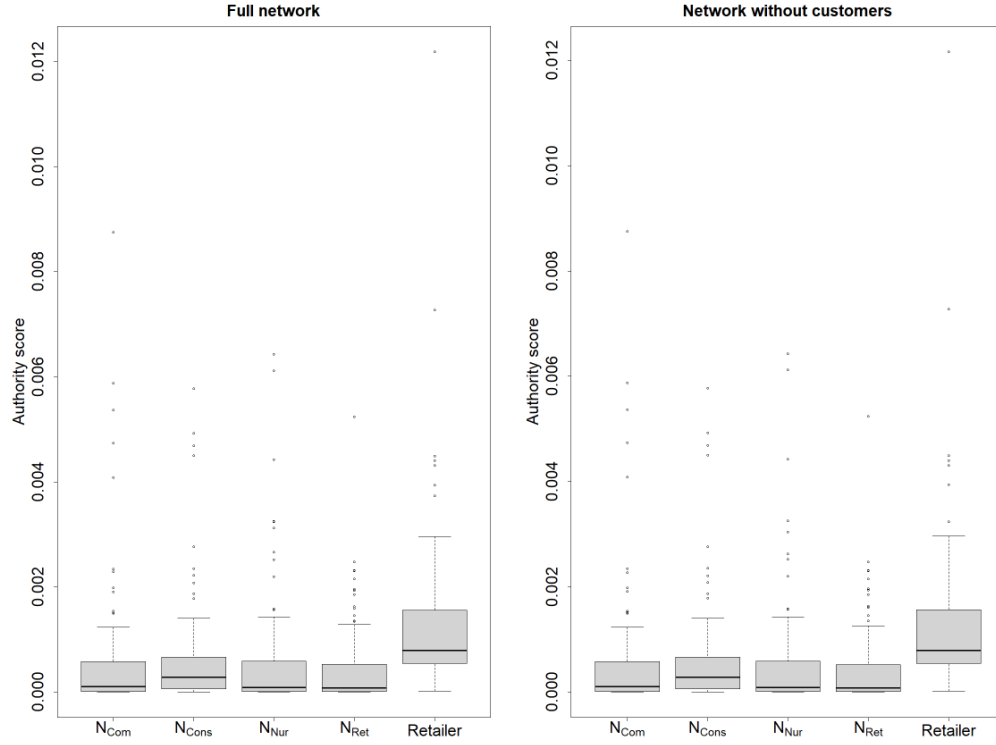 Full network
Authority score
0.012
0.010
0.008
0.006
0.004
0.002
0.000
N_Com N_Cons N_Nur N_Ret Retailer
Network without customers
Authority score
0.012
0.010
0.008
0.006
0.004
0.002
0.000
N_Com N_Cons N_Nur N_Ret Retailer